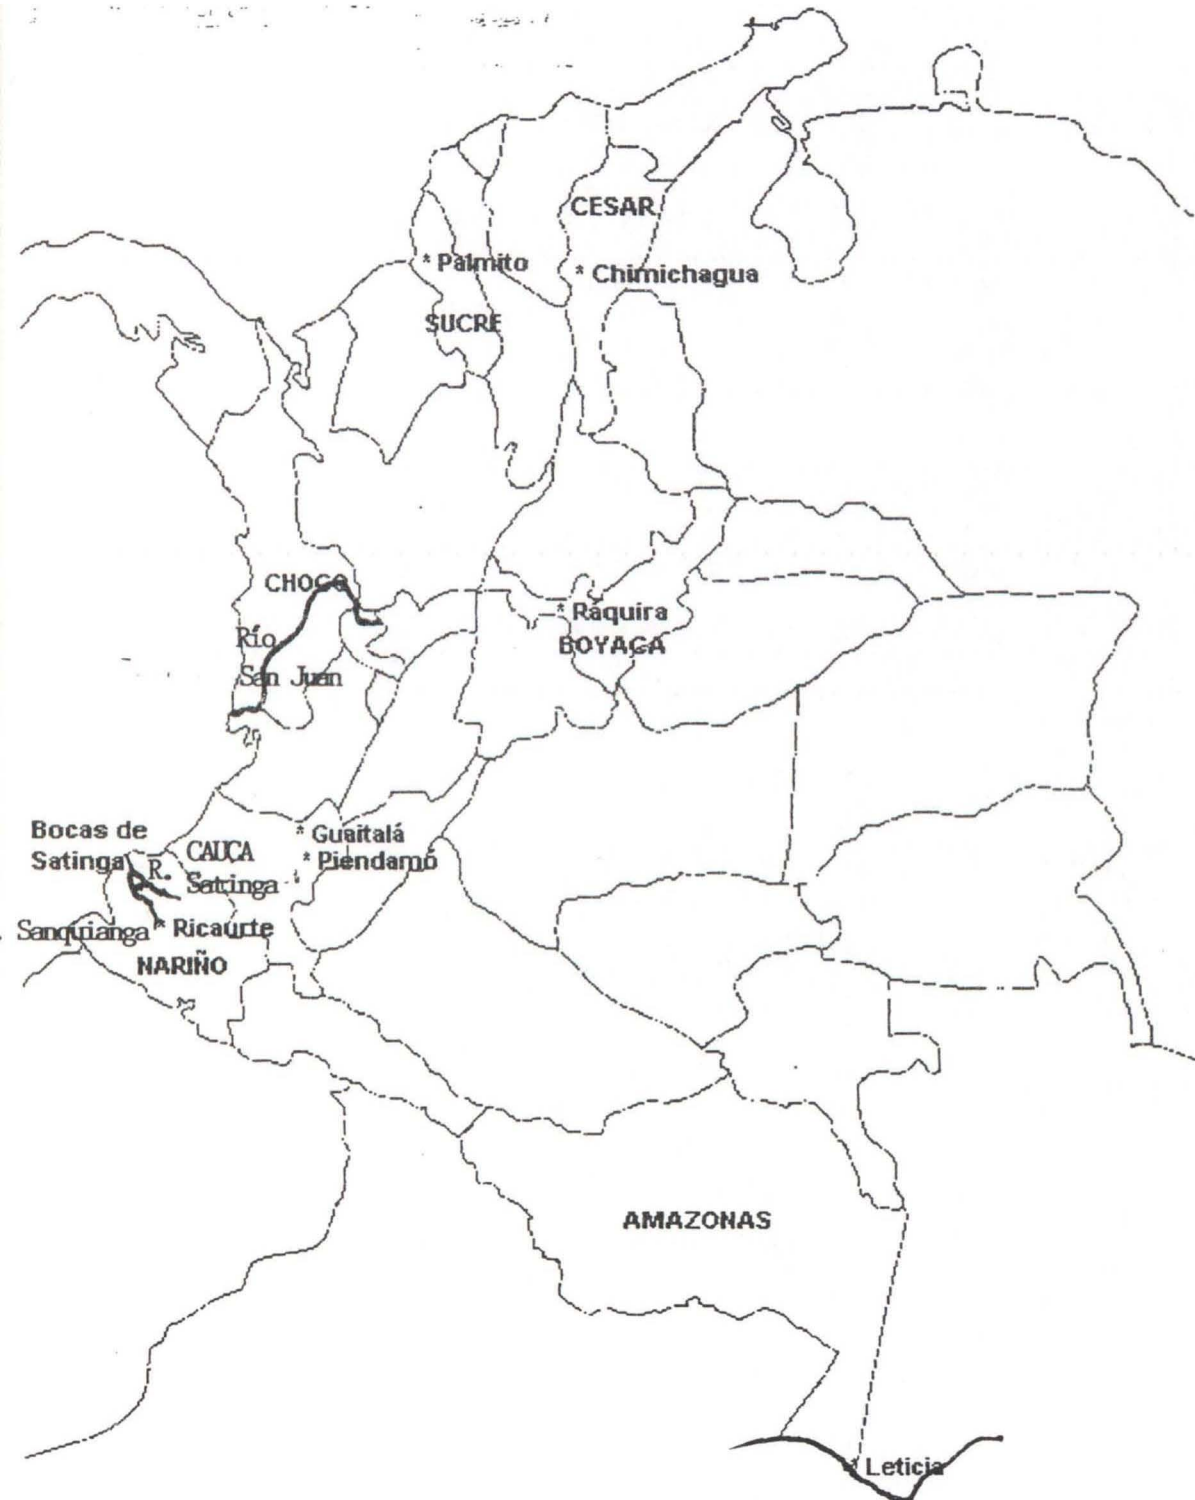 CESAR
* Palmito
* Chimichagua
SUCRE
CHOCO
* Ráquira
Río
BOYACA
San Juan
Bocas de
Satinga
* Guaitalá
CAUCA
* Piendamó
R.
Satinga
Sanquianga
* Ricaurte
NARIÑO
AMAZONAS
* Leticia